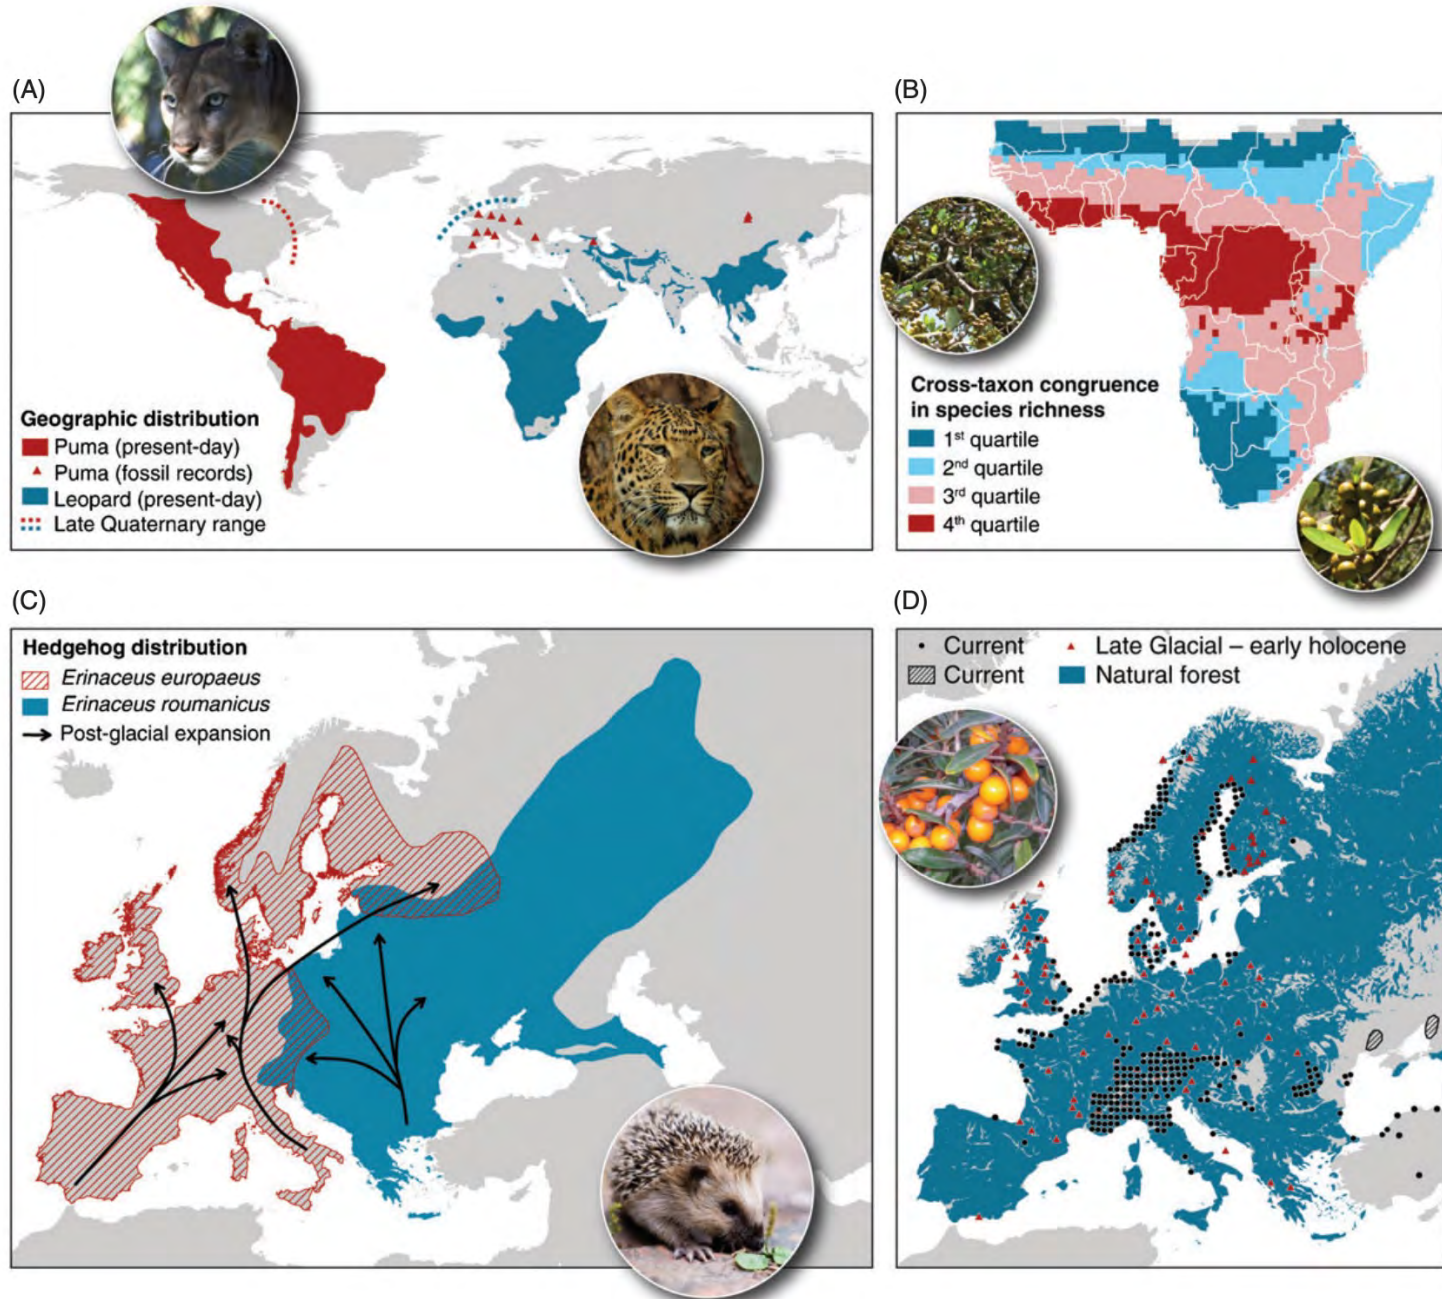 (A)
Geographic distribution
Puma (present-day)
Puma (fossil records)
Leopard (present-day)
Late Quaternary range
(B)
Cross-taxon congruence
in species richness
1st quartile
2nd quartile
3rd quartile
4th quartile
(C)
Hedgehog distribution
Erinaceus europaeus
Erinaceus roumanicus
Post-glacial expansion
(D)
Current
Late Glacial – early holocene
Current
Natural forest